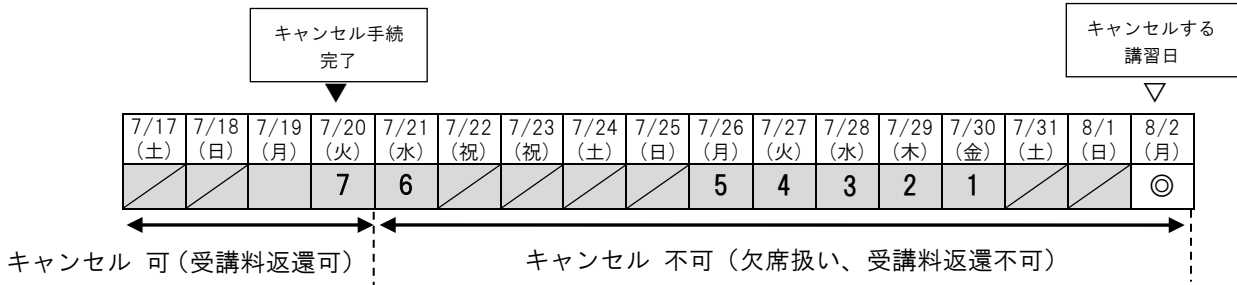 キャンセル手続
完了
キャンセルする
講習日
▼
▽
7/17 7/18 7/19 7/20 7/21 7/22 7/23 7/24 7/25 7/26 7/27 7/28 7/29 7/30 7/31 8/1 8/2
(土) (日) (月) (火) (水) (祝) (祝) (土) (日) (月) (火) (水) (木) (金) (土) (日) (月)
7 6 5 4 3 2 1 ◎
キャンセル 可(受講料返還可)
キャンセル 不可(欠席扱い、受講料返還不可)